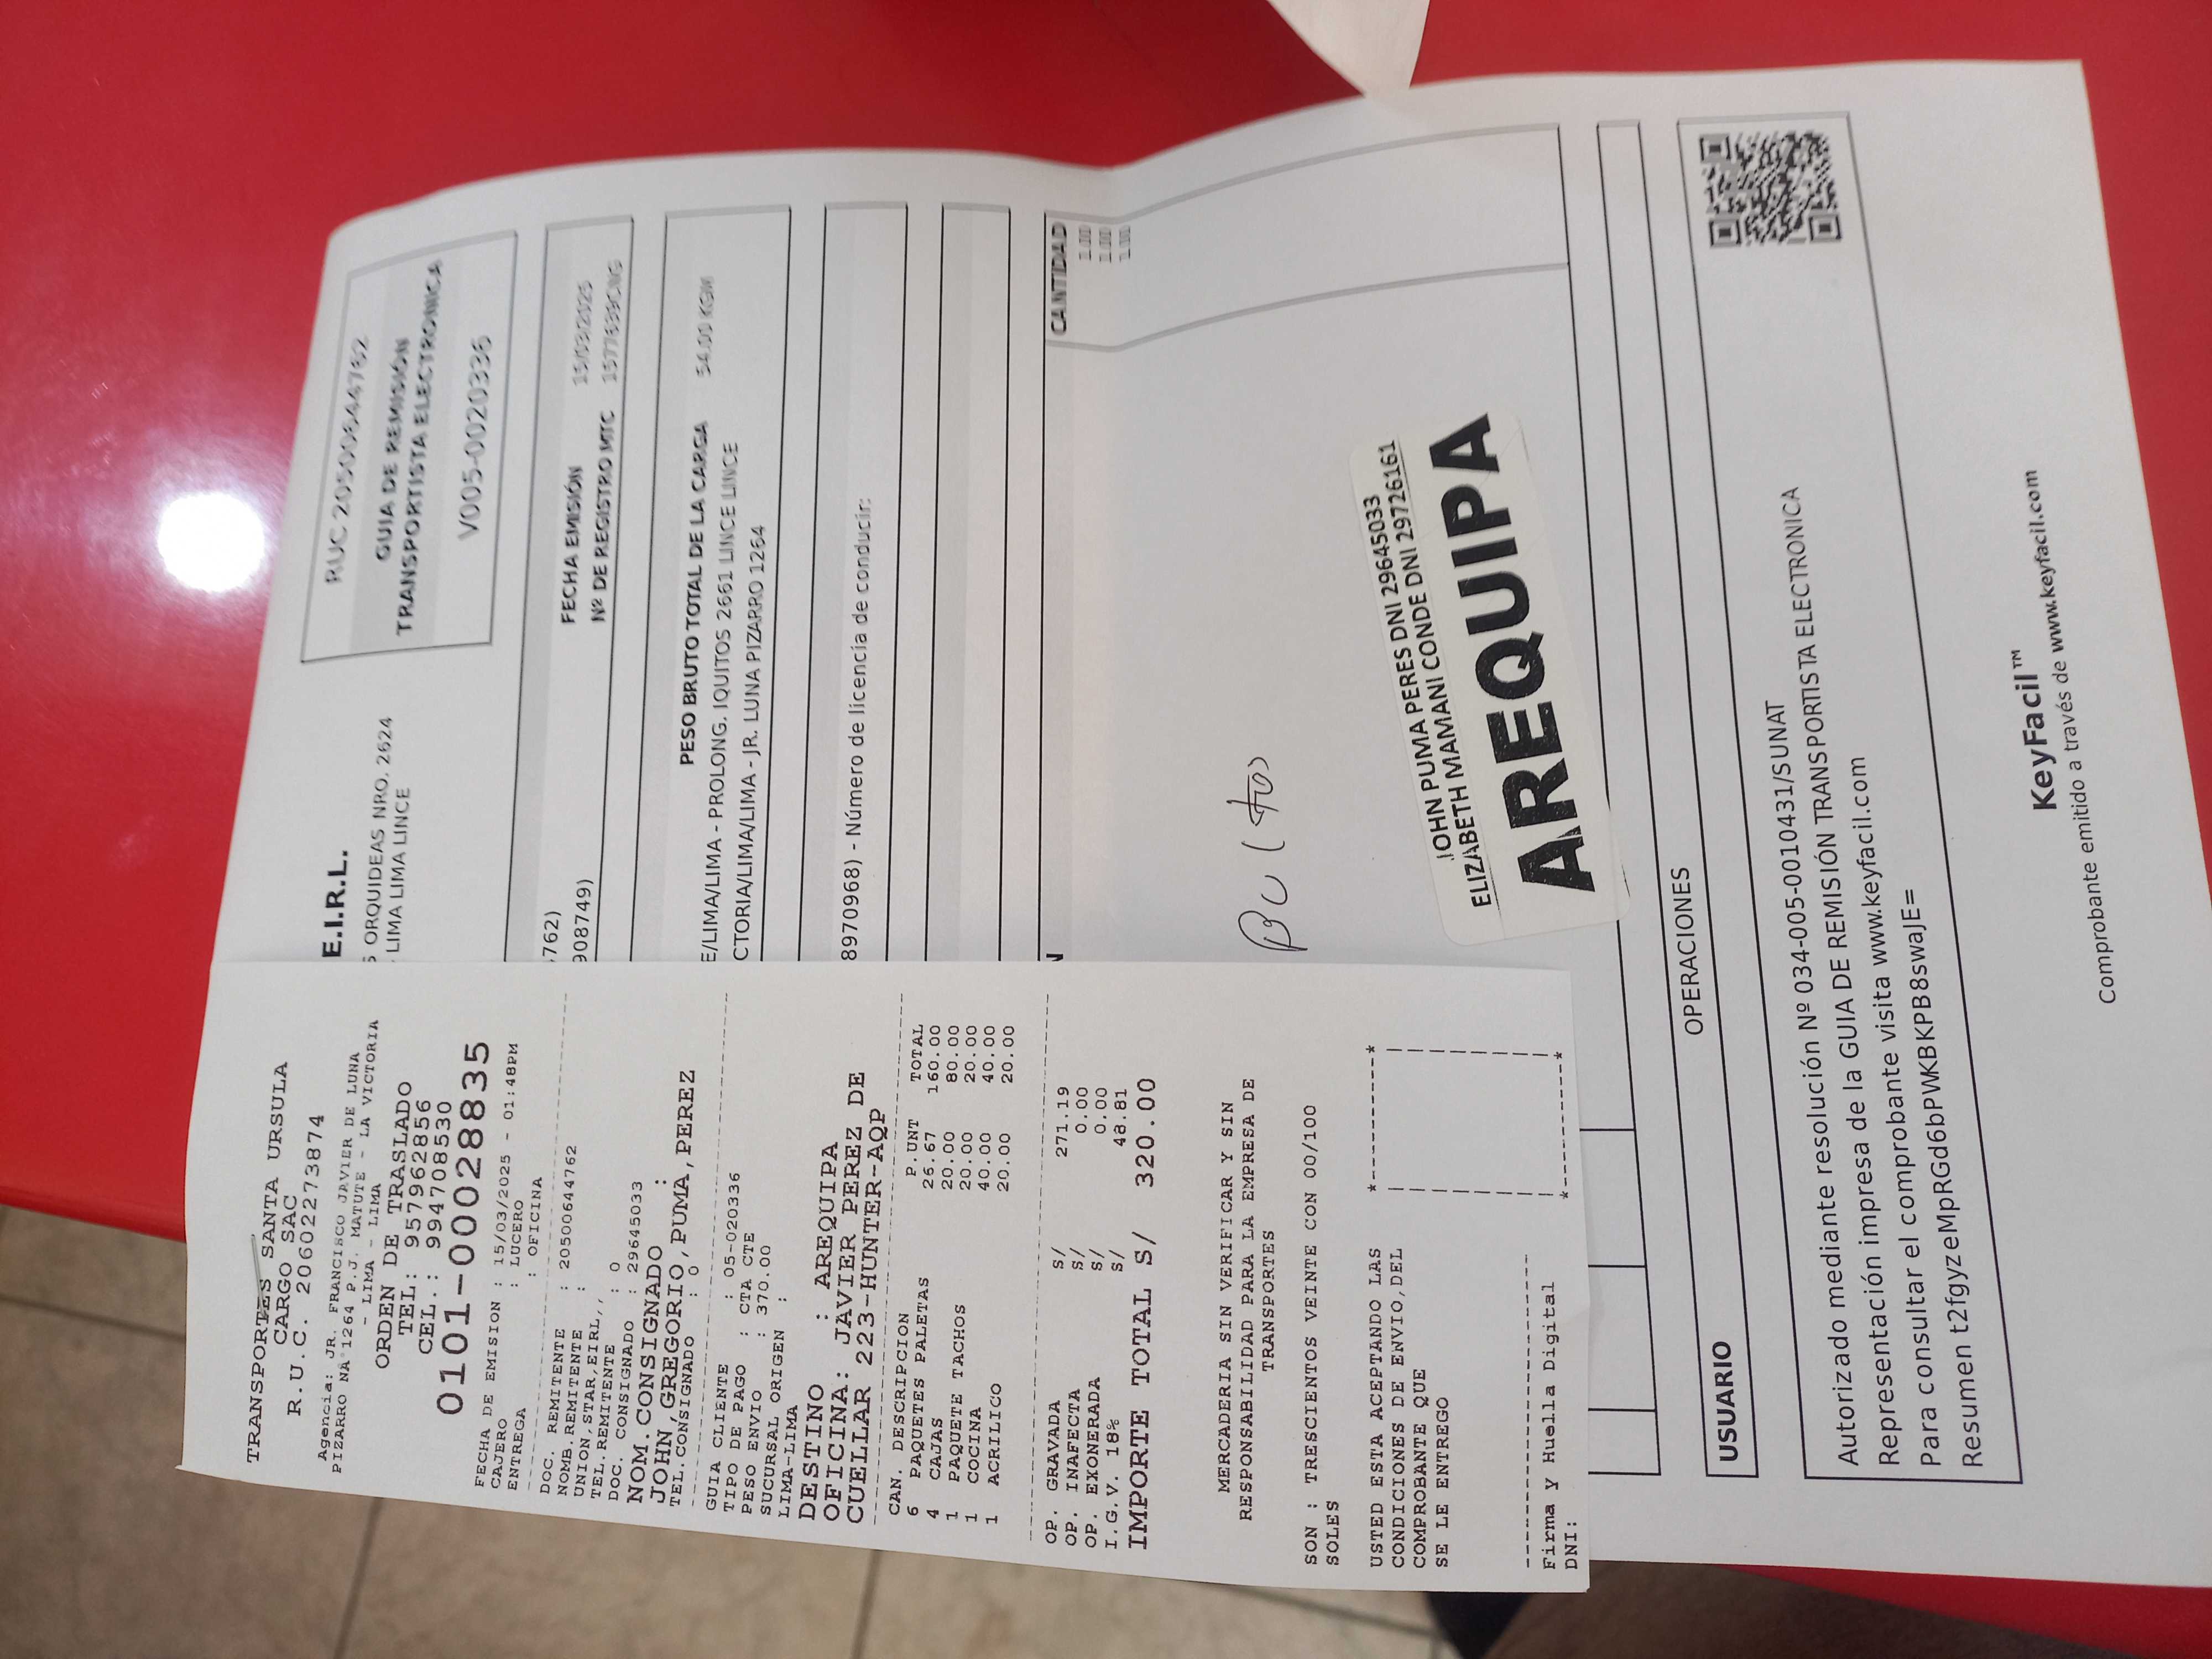 TRANSPORTES SANTA URSULA
CARGO SAC
R.U.C. 20602273874
Agencia: JR. FRANCISCO JAVIER DE LUNA
PIZARRO NA°1264 P.J. MATUTE - LA VICTORIA
- LIMA - LIMA
ORDEN DE TRASLADO
TEL: 957962856
CEL.: 994708530
0101-00028835
FECHA DE EMISION : 15/03/2025 - 01:48PM
CAJERO : LUCERO
ENTREGA : OFICINA
DOC. REMITENTE : 20500644762
NOMB.REMITENTE :
UNION,STAR,EIRL,,
TEL.REMITENTE : 0
DOC. CONSIGNADO : 29645033
NOM.CONSIGNADO :
JOHN,GREGORIO,PUMA,PEREZ
TEL.CONSIGNADO : 0
GUIA CLIENTE : 05-020336
TIPO DE PAGO : CTA CTE
PESO ENVIO : 370.00
SUCURSAL ORIGEN :
LIMA-LIMA
DESTINO : AREQUIPA
OFICINA: JAVIER PEREZ DE
CUELLAR 223-HUNTER-AQP
CAN. DESCRIPCION P.UNT TOTAL
6 PAQUETES PALETAS 26.67 160.00
4 CAJAS 20.00 80.00
1 PAQUETE TACHOS 20.00 20.00
1 COCINA 40.00 40.00
1 ACRILICO 20.00 20.00
OP. GRAVADA S/ 271.19
OP. INAFECTA S/ 0.00
OP. EXONERADA S/ 0.00
I.G.V. 18% S/ 48.81
IMPORTE TOTAL S/ 320.00
MERCADERIA SIN VERIFICAR Y SIN
RESPONSABILIDAD PARA LA EMPRESA DE
TRANSPORTES
SON : TRESCIENTOS VEINTE CON 00/100
SOLES
USTED ESTA ACEPTANDO LAS
CONDICIONES DE ENVIO,DEL
COMPROBANTE QUE
SE LE ENTREGO
Firma y Huella Digital
DNI:
E.I.R.L.
S ORQUIDEAS NRO. 2624
LIMA LIMA LINCE
RUC 20500644762
GUIA DE REMISIÓN
TRANSPORTISTA ELECTRONICA
V005-0020336
762) FECHA EMISIÓN 15/03/2025
908749) Nº DE REGISTRO MTC 1577639CNG
PESO BRUTO TOTAL DE LA CARGA 54.00 KGM
E/LIMA/LIMA - PROLONG. IQUITOS 2661 LINCE LINCE
CTORIA/LIMA/LIMA - JR. LUNA PIZARRO 1264
8970968) - Número de licencia de conducir:
N CANTIDAD
1.00
1.00
1.00
JOHN PUMA PERES DNI 29645033
ELIZABETH MAMANI CONDE DNI 29726161
AREQUIPA
OPERACIONES
USUARIO
Autorizado mediante resolución Nº 034-005-0010431/SUNAT
Representación impresa de la GUIA DE REMISIÓN TRANSPORTISTA ELECTRONICA
Para consultar el comprobante visita www.keyfacil.com
Resumen t2fgyzeMpRGd6bPWKBKPB8swaJE=
KeyFacil™
Comprobante emitido a través de www.keyfacil.com